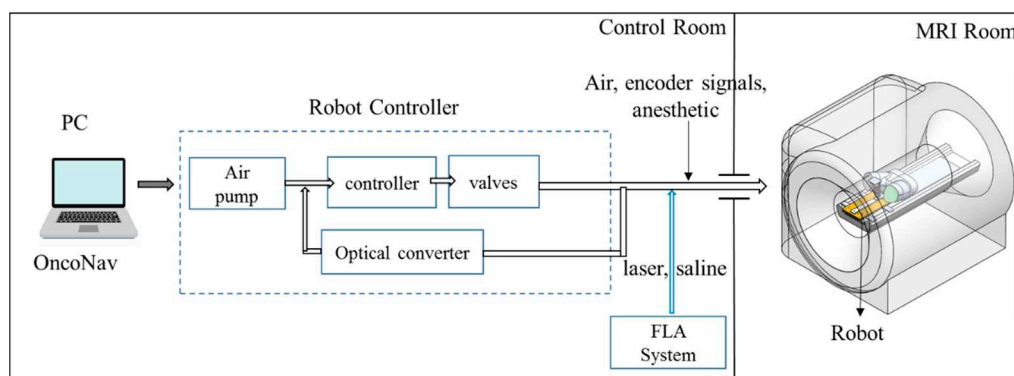 Control Room
MRI Room
Air, encoder signals,
anesthetic
Robot Controller
PC
Air
pump
controller
valves
Optical converter
OncoNav
laser, saline
FLA
System
Robot